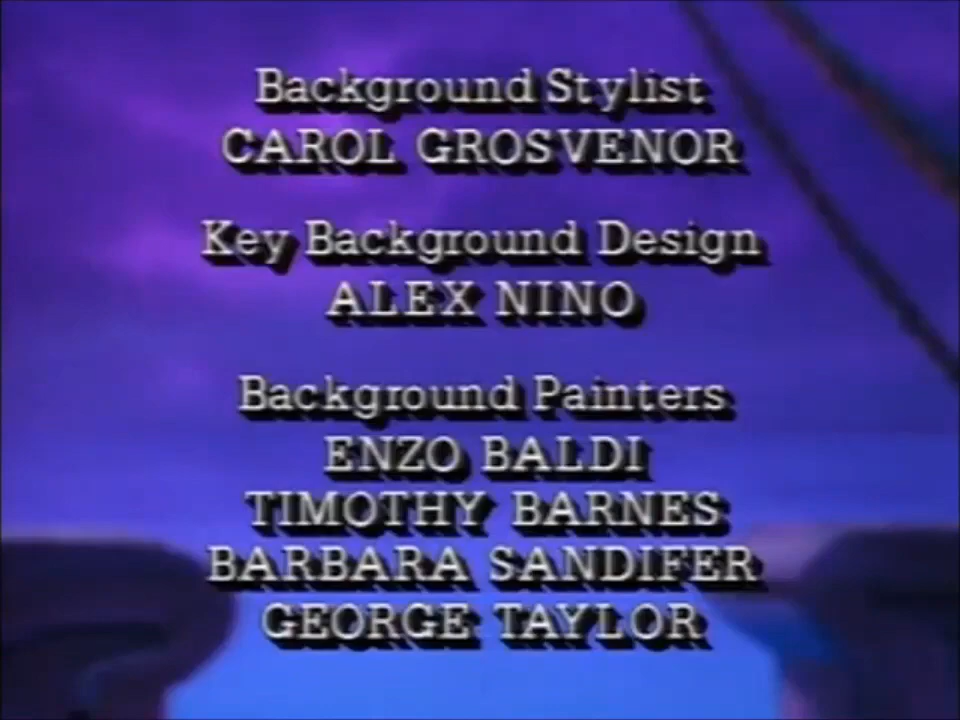 Background Stylist
CAROL GROSVENOR
Key Background Design
ALEX NINO
Background Painters
ENZO BALDI
TIMOTHY BARNES
BARBARA SANDIFER
GEORGE TAYLOR